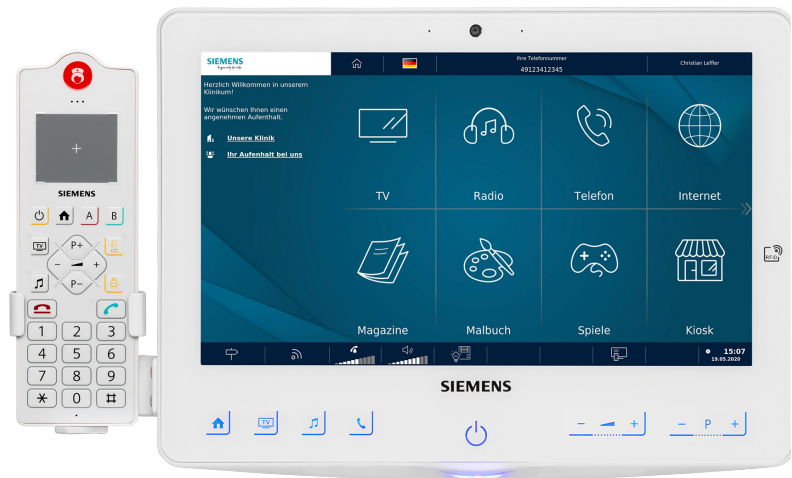 SIEMENS
A
B
TV
P+
-
+
P-
1 2 3
4 5 6
7 8 9
* 0 #
SIEMENS
Ihre Telefonnummer
49123412345
Christian Leffler
Herzlich Willkommen in unserem
Klinikum!
Wir wünschen Ihnen einen
angenehmen Aufenthalt.
Unsere Klinik
Ihr Aufenhalt bei uns
TV
Radio
Telefon
Internet
Magazine
Malbuch
Spiele
Kiosk
15:07
19.05.2020
RFID
SIEMENS
TV
- +
- P +